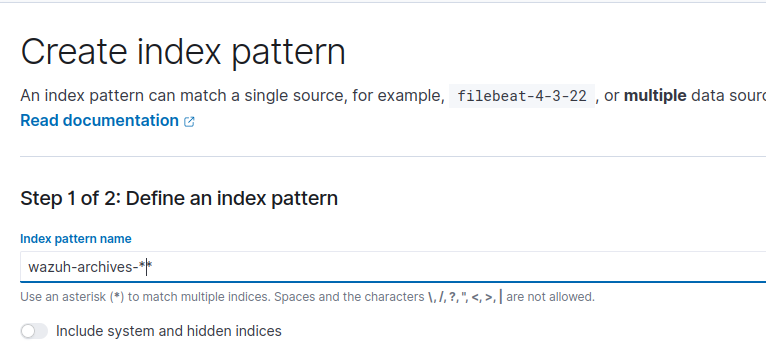 Create index pattern
An index pattern can match a single source, for example, filebeat-4-3-22 , or multiple data
Read documentation
Step 1 of 2: Define an index pattern
Index pattern name
wazuh-archives-**
Use an asterisk (*) to match multiple indices. Spaces and the characters \, /, ?, ", <, >, | are not allowed.
Include system and hidden indices